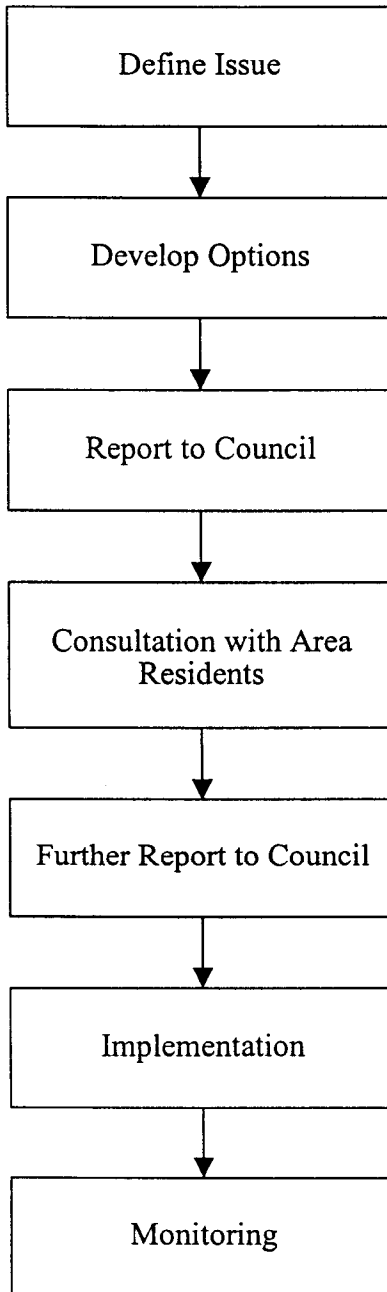 Define Issue
Develop Options
Report to Council
Consultation with Area
Residents
Further Report to Council
Implementation
Monitoring